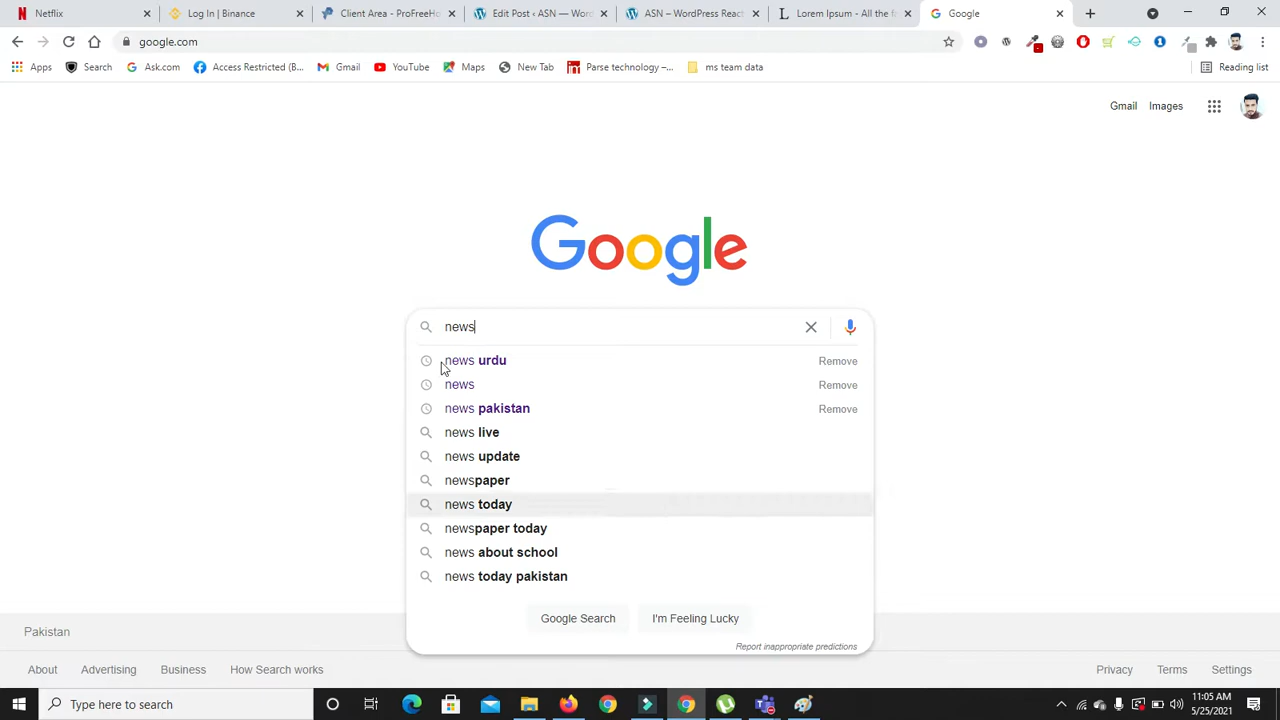 Netflix
Log In | Binance
Client Area - ProFreeHo
Edit Post ‹ ASN — Wor
ASN – WordPress React
Lorem Ipsum - All the f
Google
google.com
Apps
Search
Ask.com
Access Restricted (B...
Gmail
YouTube
Maps
New Tab
Parse technology –...
ms team data
Reading list
Gmail
Images
Google
news
news urdu
Remove
news
Remove
news pakistan
Remove
news live
news update
newspaper
news today
newspaper today
news about school
news today pakistan
Google Search
I'm Feeling Lucky
Report inappropriate predictions
Pakistan
About
Advertising
Business
How Search works
Privacy
Terms
Settings
Type here to search
11:05 AM
5/25/2021